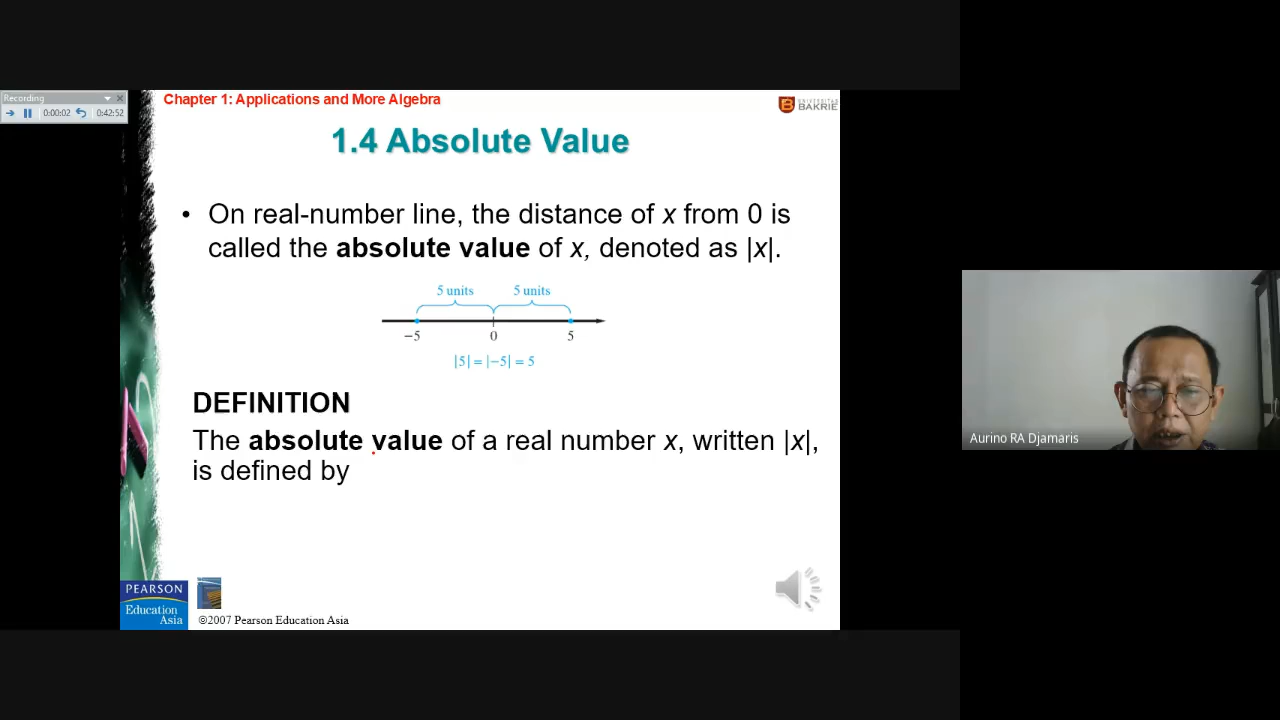 Recording
0:00:02
0:42:52
Chapter 1: Applications and More Algebra
UNIVERSITAS
BAKRIE
1.4 Absolute Value
• On real-number line, the distance of x from 0 is
called the absolute value of x, denoted as |x|.
5 units 5 units
−5 0 5
|5| = |−5| = 5
DEFINITION
The absolute value of a real number x, written |x|,
is defined by
PEARSON
Education
Asia
©2007 Pearson Education Asia
Aurino RA Djamaris